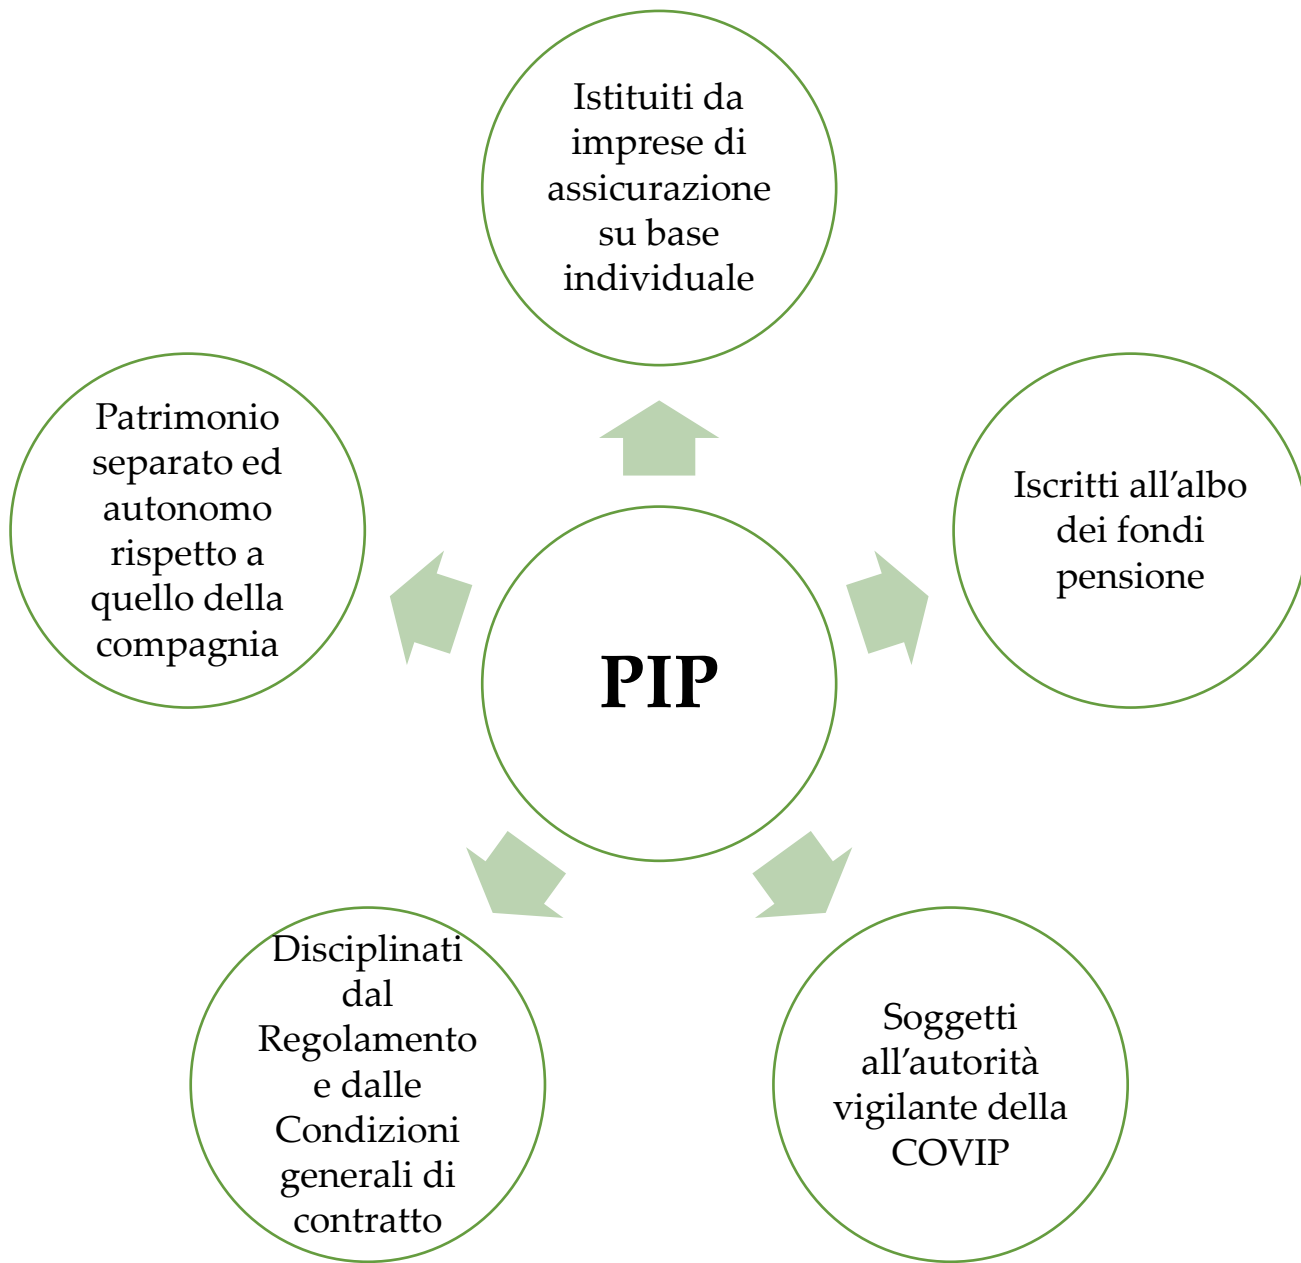 Istituiti da
imprese di
assicurazione
su base
individuale
Patrimonio
separato ed
autonomo
rispetto a
quello della
compagnia
Iscritti all’albo
dei fondi
pensione
PIP
Disciplinati
dal
Regolamento
e dalle
Condizioni
generali di
contratto
Soggetti
all’autorità
vigilante della
COVIP